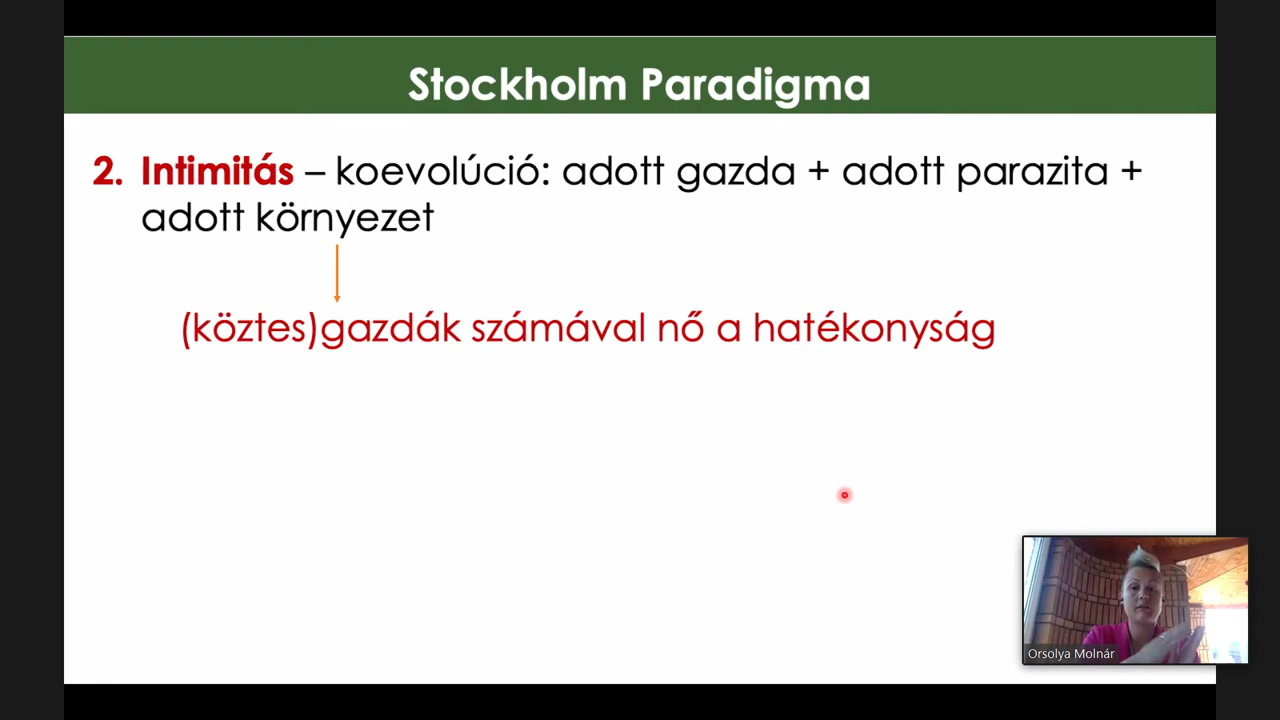 Stockholm Paradigma
2. Intimitás – koevolúció: adott gazda + adott parazita +
adott környezet
(köztes)gazdák számával nő a hatékonyság
Orsolya Molnár